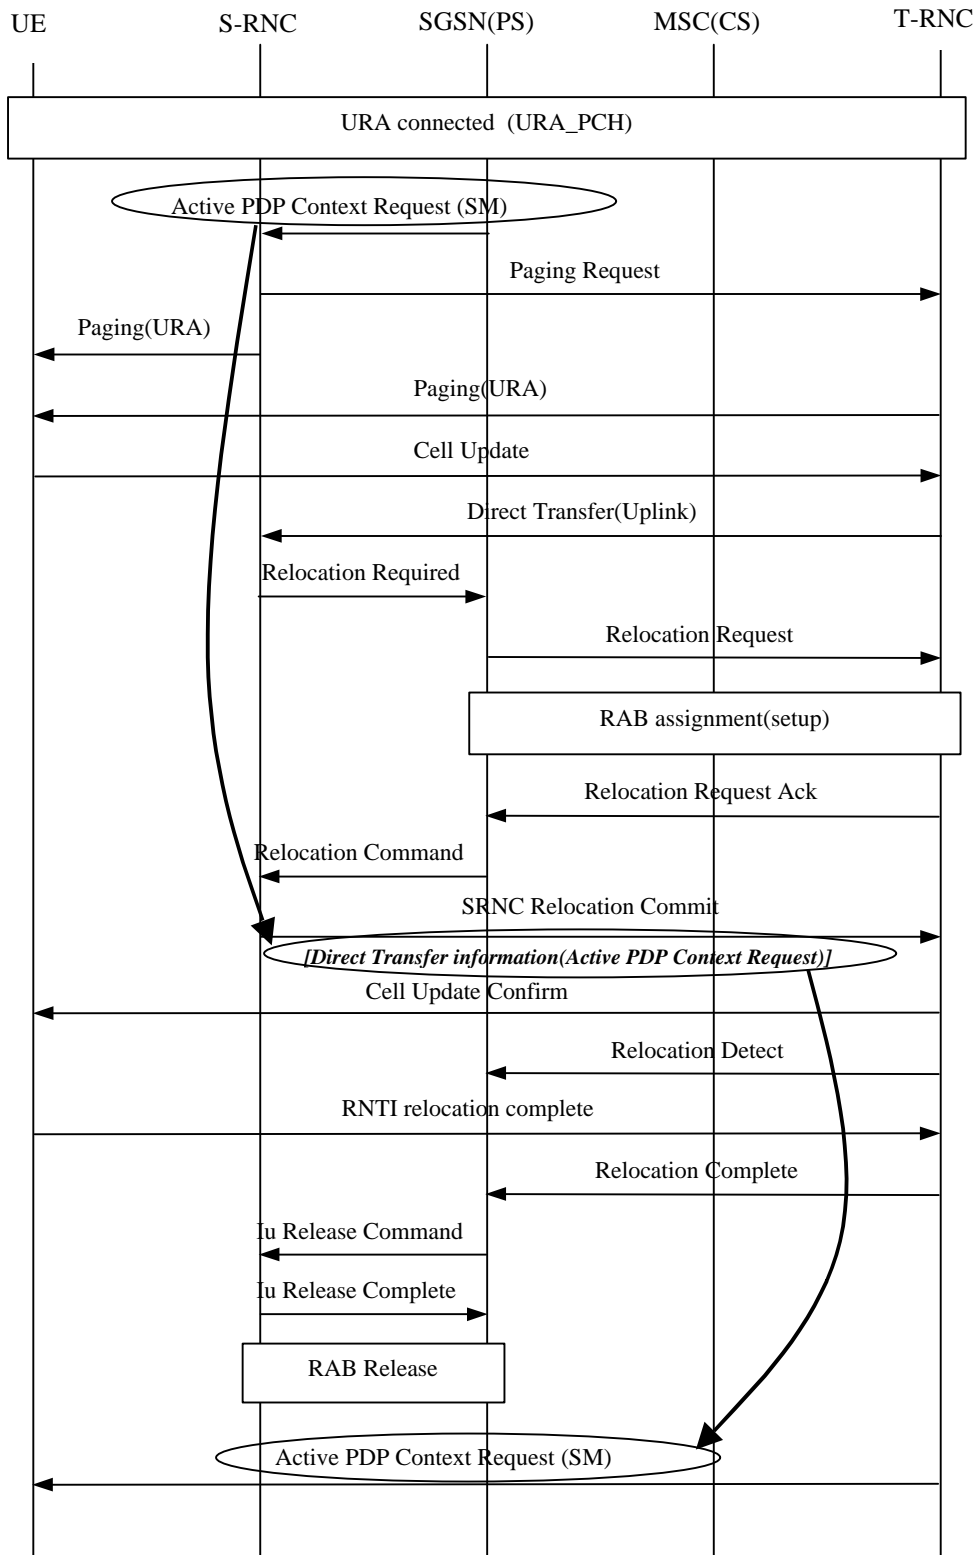 UE S-RNC SGSN(PS) MSC(CS) T-RNC
URA connected (URA_PCH)
Active PDP Context Request (SM)
Paging Request
Paging(URA)
Paging(URA)
Cell Update
Direct Transfer(Uplink)
Relocation Required
Relocation Request
RAB assignment(setup)
Relocation Request Ack
Relocation Command
SRNC Relocation Commit
[Direct Transfer information(Active PDP Context Request)]
Cell Update Confirm
Relocation Detect
RNTI relocation complete
Relocation Complete
Iu Release Command
Iu Release Complete
RAB Release
Active PDP Context Request (SM)